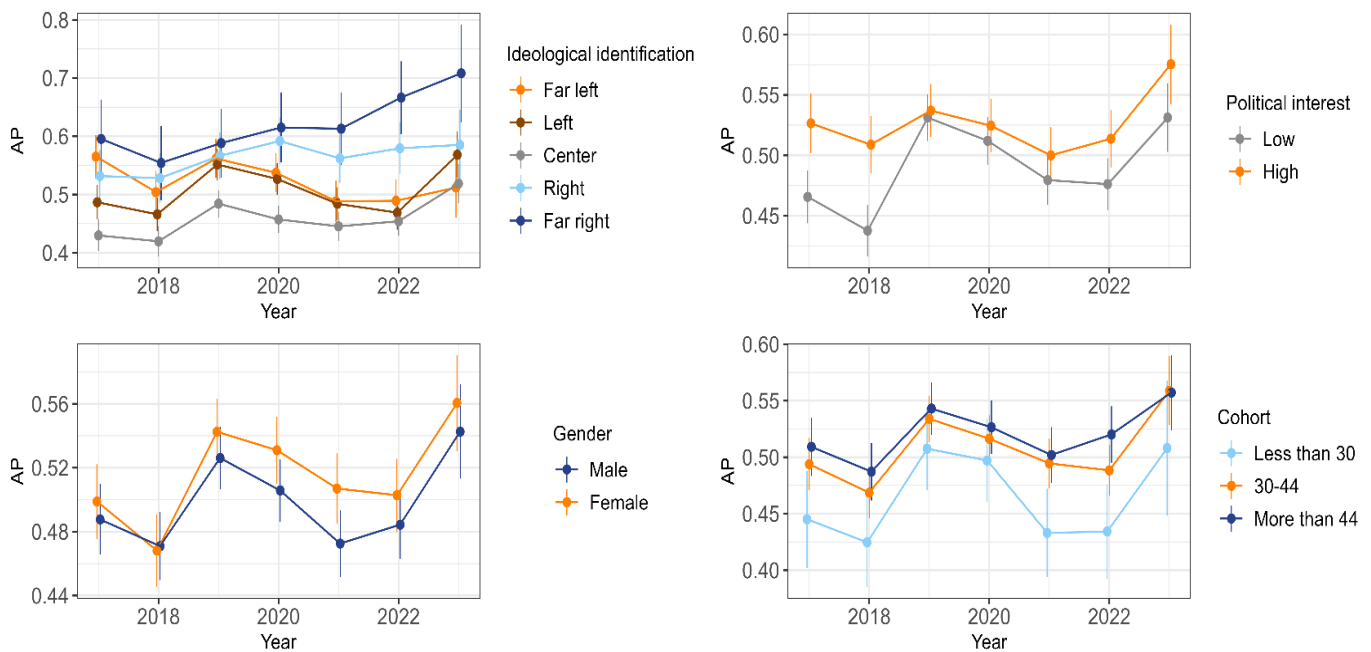 0.8
0.7
0.6
0.5
0.4
AP
2018
2020
2022
Year
Ideological identification
Far left
Left
Center
Right
Far right
0.60
0.55
0.50
0.45
AP
2018
2020
2022
Year
Political interest
Low
High
0.56
0.52
0.48
0.44
AP
2018
2020
2022
Year
Gender
Male
Female
0.60
0.55
0.50
0.45
0.40
AP
2018
2020
2022
Year
Cohort
Less than 30
30-44
More than 44